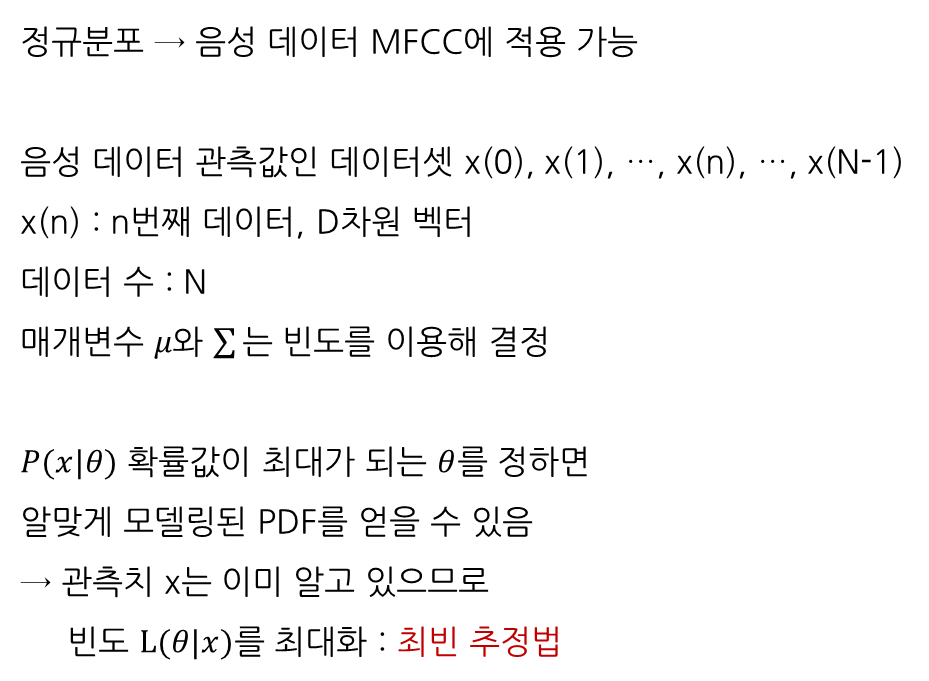 정규분포 → 음성 데이터 MFCC에 적용 가능
음성 데이터 관측값인 데이터셋 x(0), x(1), …, x(n), …, x(N-1)
x(n) : n번째 데이터, D차원 벡터
데이터 수 : N
매개변수 μ와 ∑는 빈도를 이용해 결정
P(x|θ) 확률값이 최대가 되는 θ를 정하면
알맞게 모델링된 PDF를 얻을 수 있음
→ 관측치 x는 이미 알고 있으므로
빈도 L(θ|x)를 최대화 : 최빈 추정법